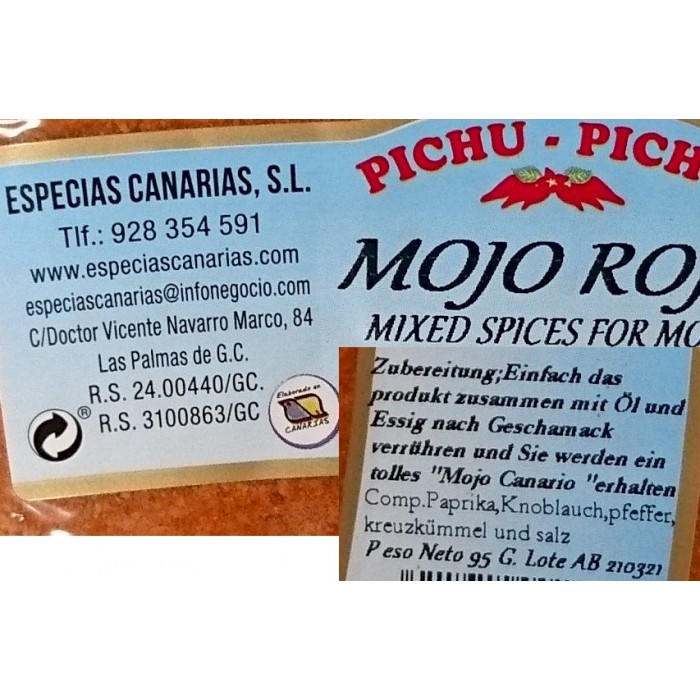 ESPECIAS CANARIAS, S.L.
Tlf.: 928 354 591
www.especiascanarias.com
especiascanarias@infonegocio.com
C/Doctor Vicente Navarro Marco, 84
Las Palmas de G.C.
R.S. 24.00440/GC.
® R.S. 3100863/GC
Elaborado en
CANARIAS
PICHU - PICH
MOJO ROJ
MIXED SPICES FOR MO
Zubereitung;Einfach das
produkt zusammen mit Öl und
Essig nach Geschamack
verrühren und Sie werden ein
tolles "Mojo Canario "erhalten
Comp.Paprika,Knoblauch,pfeffer,
kreuzkümmel und salz
Peso Neto 95 G. Lote AB 210321